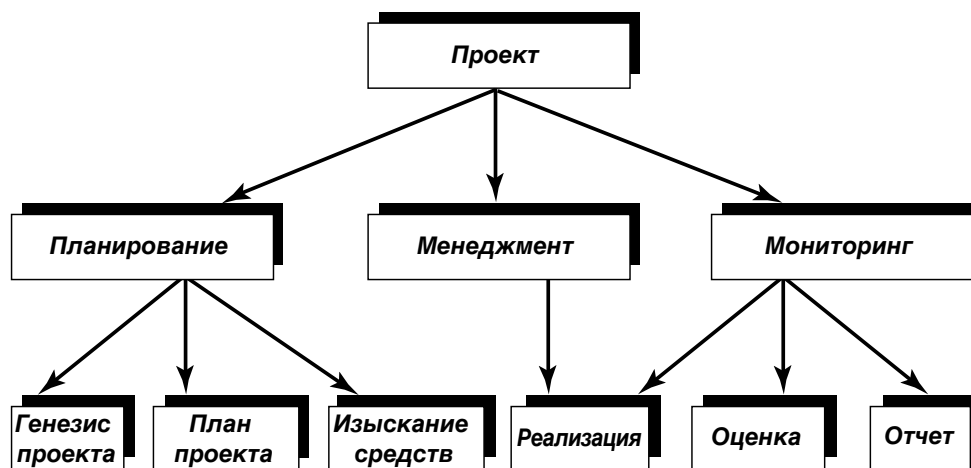 Проект
Планирование
Менеджмент
Мониторинг
Генезис
проекта
План
проекта
Изыскание
средств
Реализация
Оценка
Отчет